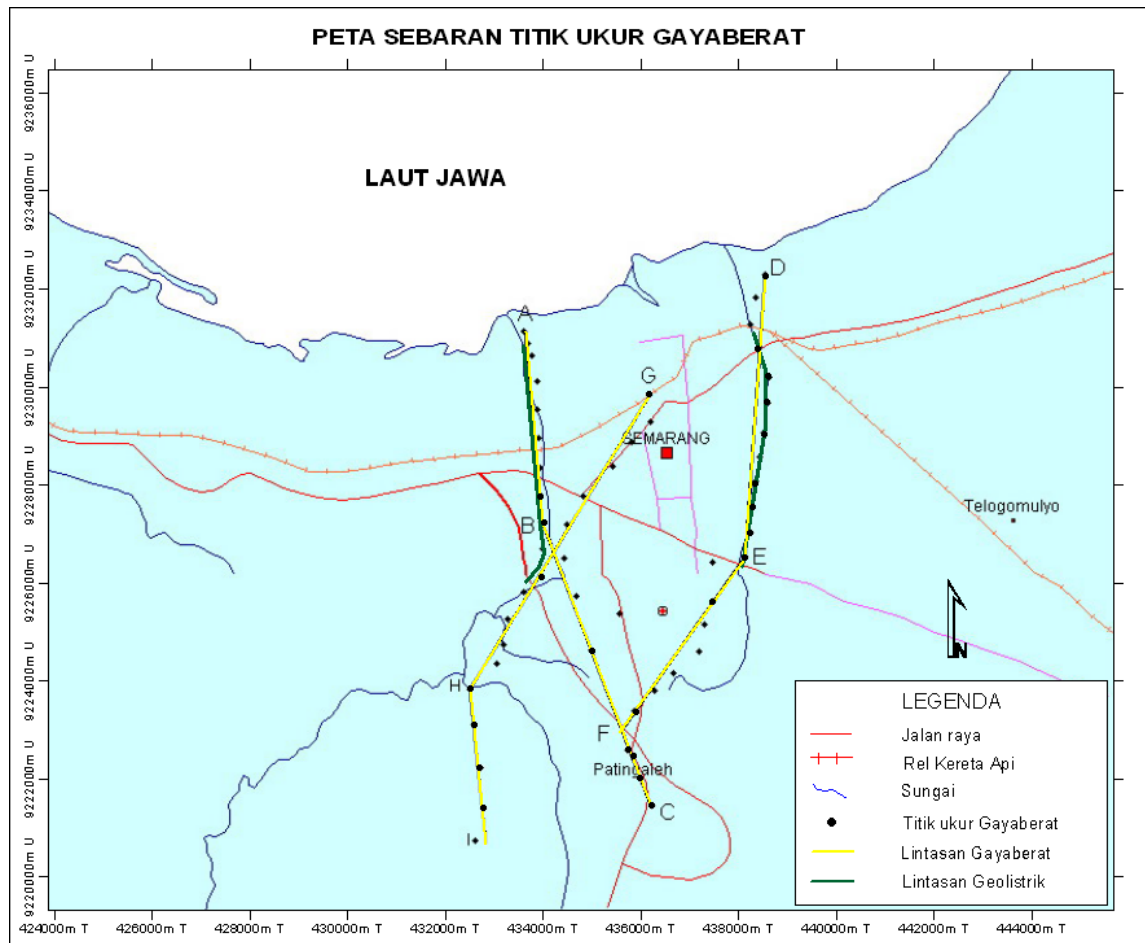 PETA SEBARAN TITIK UKUR GAYABERAT
9236000m U
9234000m U
9232000m U
9230000m U
9228000m U
9226000m U
9224000m U
9222000m U
9220000m U
LAUT JAWA
D
A
G
SEMARANG
B
Telogomulyo
E
H
F
Patingaleh
C
I
N
LEGENDA
Jalan raya
Rel Kereta Api
Sungai
Titik ukur Gayaberat
Lintasan Gayaberat
Lintasan Geolistrik
424000m T
426000m T
428000m T
430000m T
432000m T
434000m T
436000m T
438000m T
440000m T
442000m T
444000m T